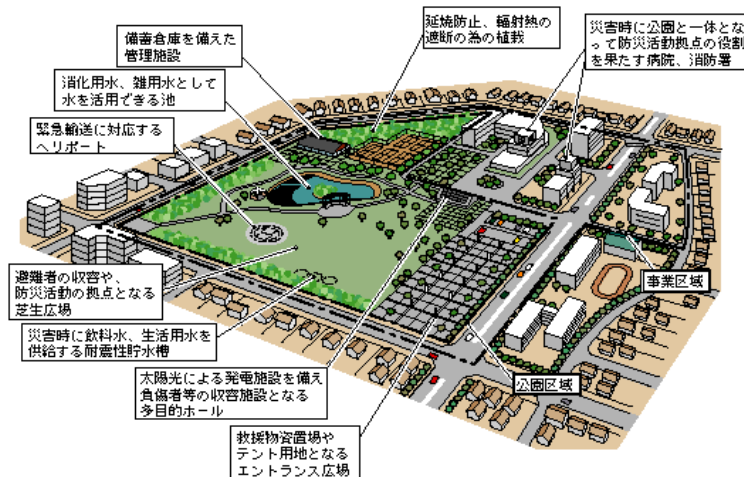 備蓄倉庫を備えた
管理施設
延焼防止、輻射熱の
遮断の為の植栽
災害時に公園と一体とな
って防災活動拠点の役割
を果たす病院、消防署
消化用水、雑用水として
水を活用できる池
緊急輸送に対応する
ヘリポート
避難者の収容や、
防災活動の拠点となる
芝生広場
災害時に飲料水、生活用水を
供給する耐震性貯水槽
太陽光による発電施設を備え
負傷者等の収容施設となる
多目的ホール
救援物資置場や
テント用地となる
エントランス広場
事業区域
公園区域